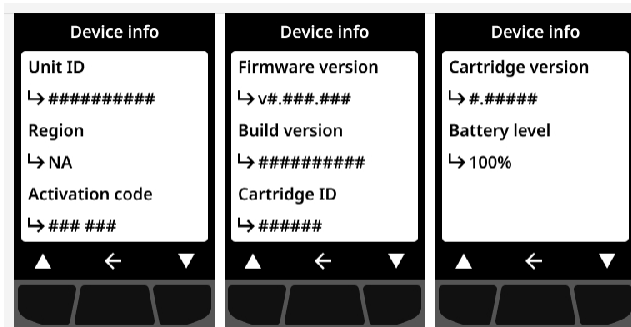 Device info
Unit ID
↳ ##########
Region
↳ NA
Activation code
↳ ### ###
Device info
Firmware version
↳ v#.###.###
Build version
↳ ##########
Cartridge ID
↳ ######
Device info
Cartridge version
↳ #.#####
Battery level
↳ 100%